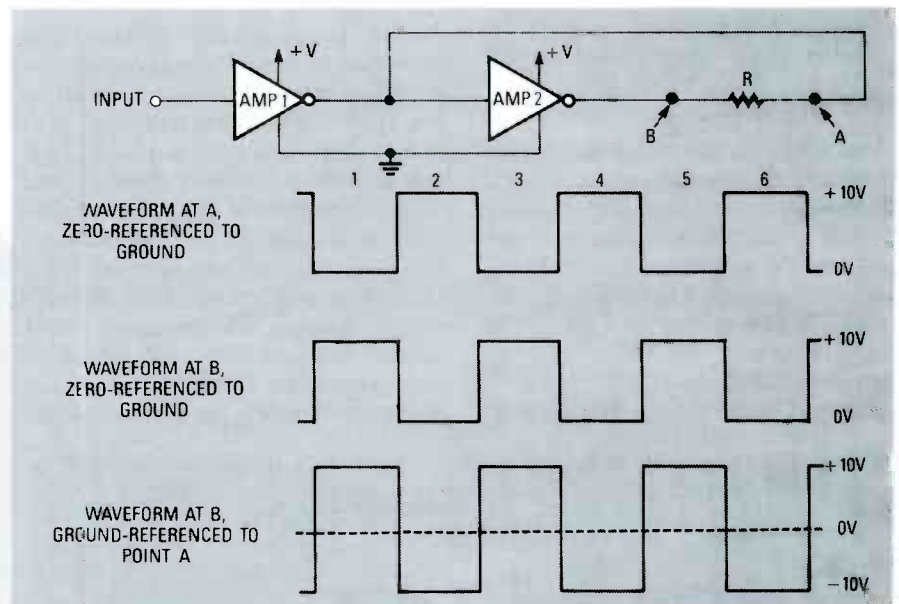 +V +V
INPUT AMP 1 AMP 2 R
B A
1 2 3 4 5 6
+10V
WAVEFORM AT A,
ZERO-REFERENCED TO
GROUND
0V
+10V
WAVEFORM AT B,
ZERO-REFERENCED TO
GROUND
0V
+10V
WAVEFORM AT B,
GROUND-REFERENCED TO
POINT A
0V
−10V